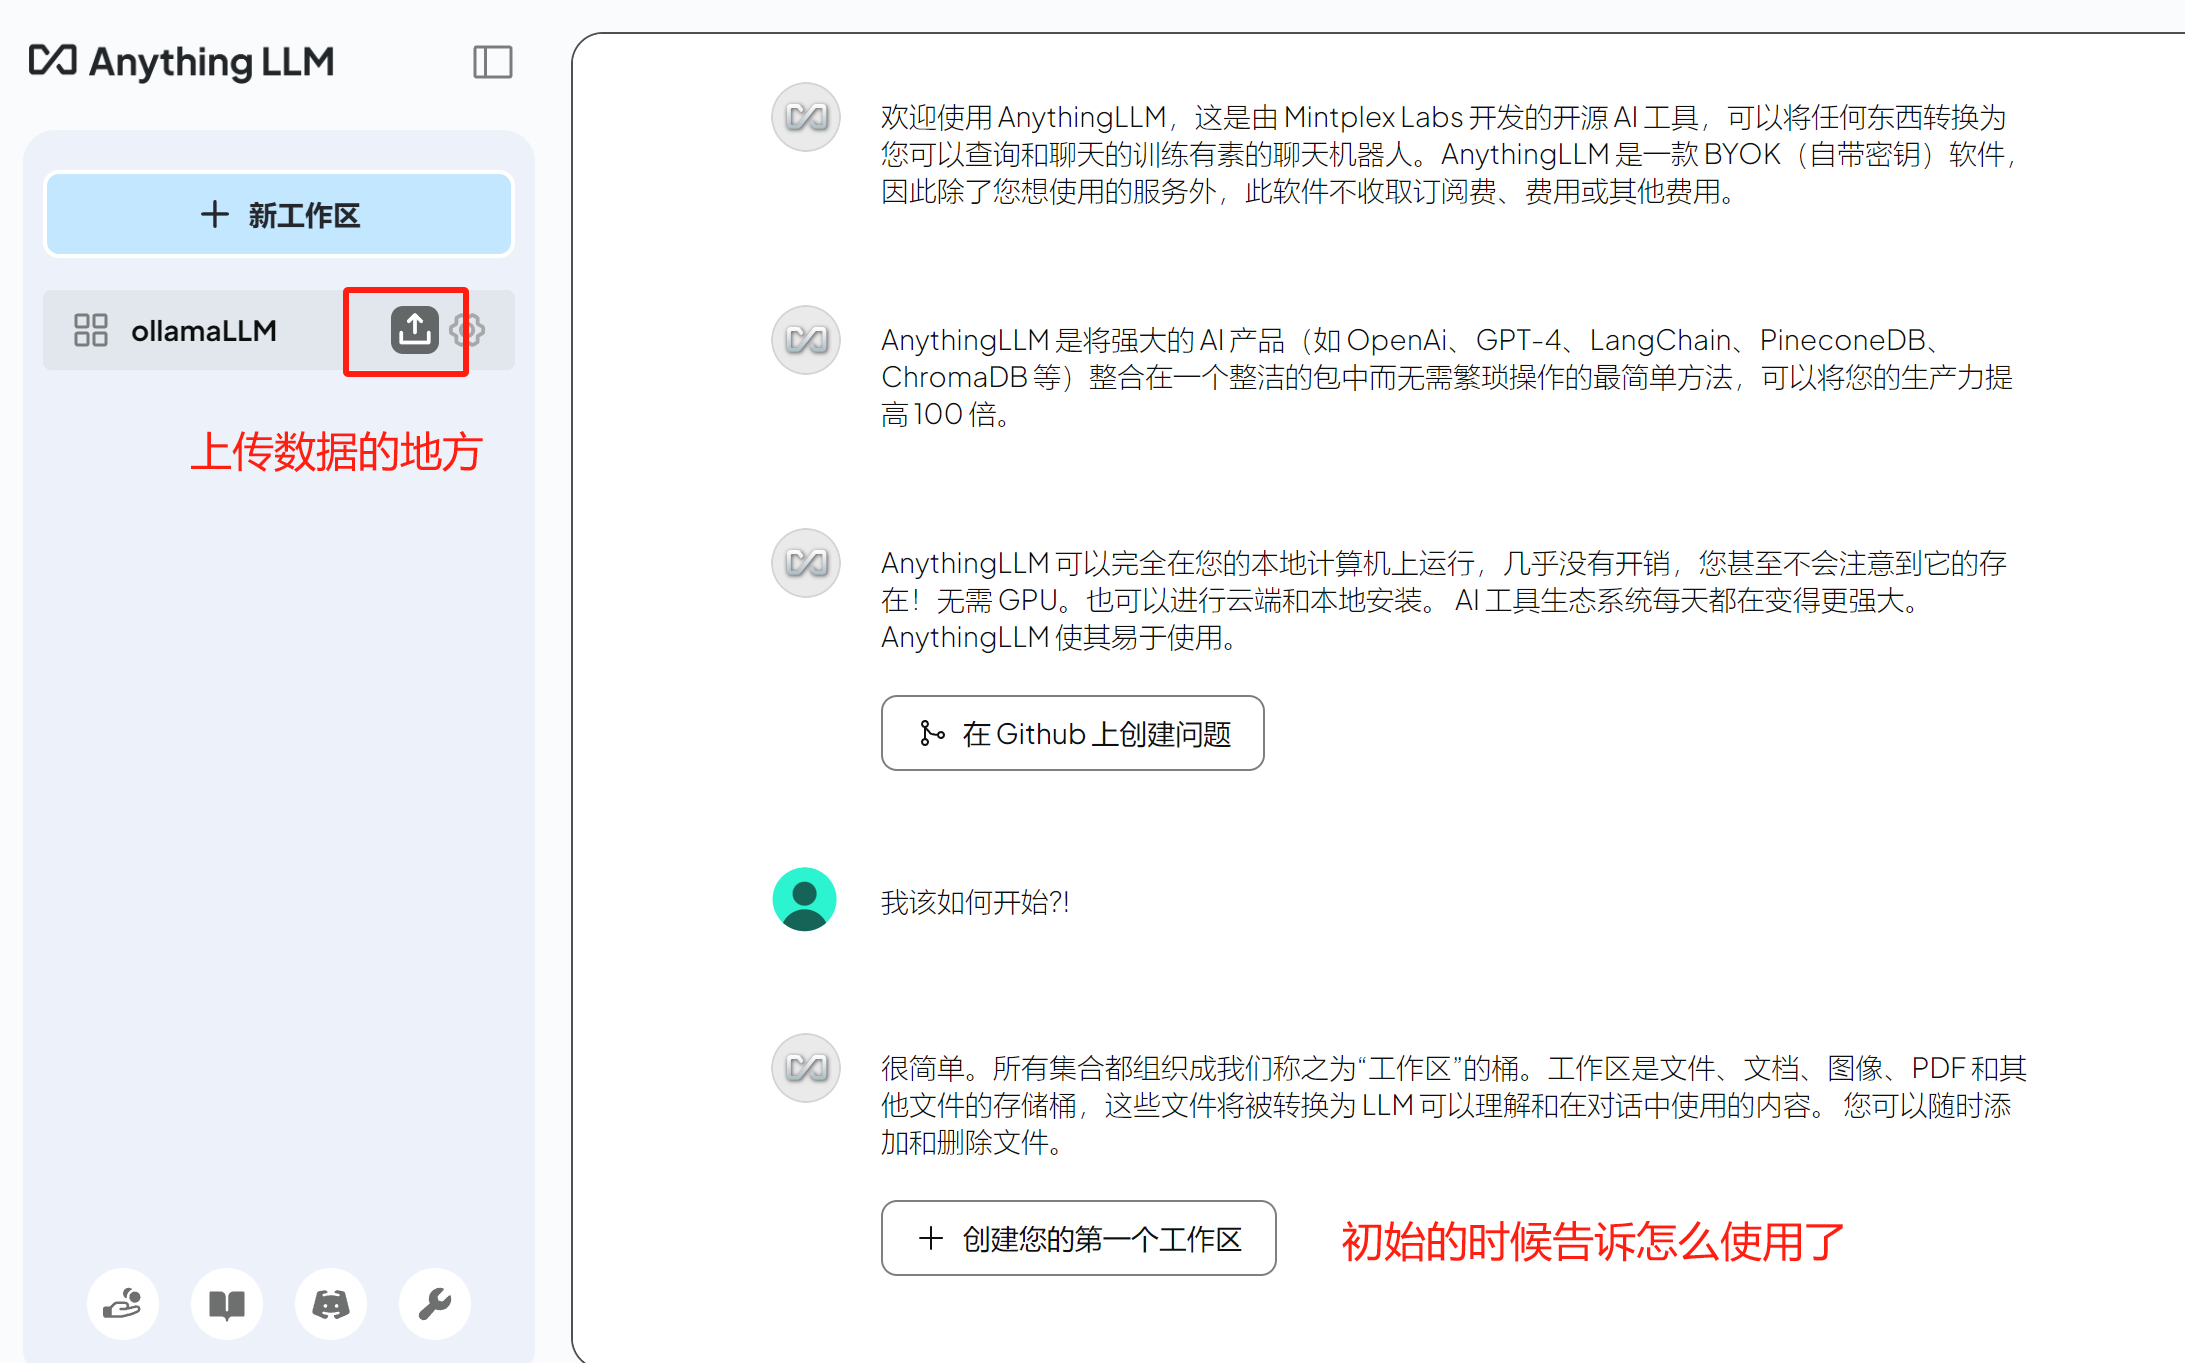 Anything LLM
新工作区
ollamaLLM
上传数据的地方
欢迎使用 AnythingLLM，这是由 Mintplex Labs 开发的开源 AI 工具，可以将任何东西转换为
您可以查询和聊天的训练有素的聊天机器人。AnythingLLM 是一款 BYOK（自带密钥）软件，
因此除了您想使用的服务外，此软件不收取订阅费、费用或其他费用。
AnythingLLM 是将强大的 AI 产品（如 OpenAi、GPT-4、LangChain、PineconeDB、
ChromaDB 等）整合在一个整洁的包中而无需繁琐操作的最简单方法，可以将您的生产力提
高 100 倍。
AnythingLLM 可以完全在您的本地计算机上运行，几乎没有开销，您甚至不会注意到它的存
在！无需 GPU。也可以进行云端和本地安装。 AI 工具生态系统每天都在变得更强大。
AnythingLLM 使其易于使用。
在 Github 上创建问题
我该如何开始?!
很简单。所有集合都组织成我们称之为“工作区”的桶。工作区是文件、文档、图像、PDF 和其
他文件的存储桶，这些文件将被转换为 LLM 可以理解和在对话中使用的内容。 您可以随时添
加和删除文件。
创建您的第一个工作区
初始的时候告诉怎么使用了